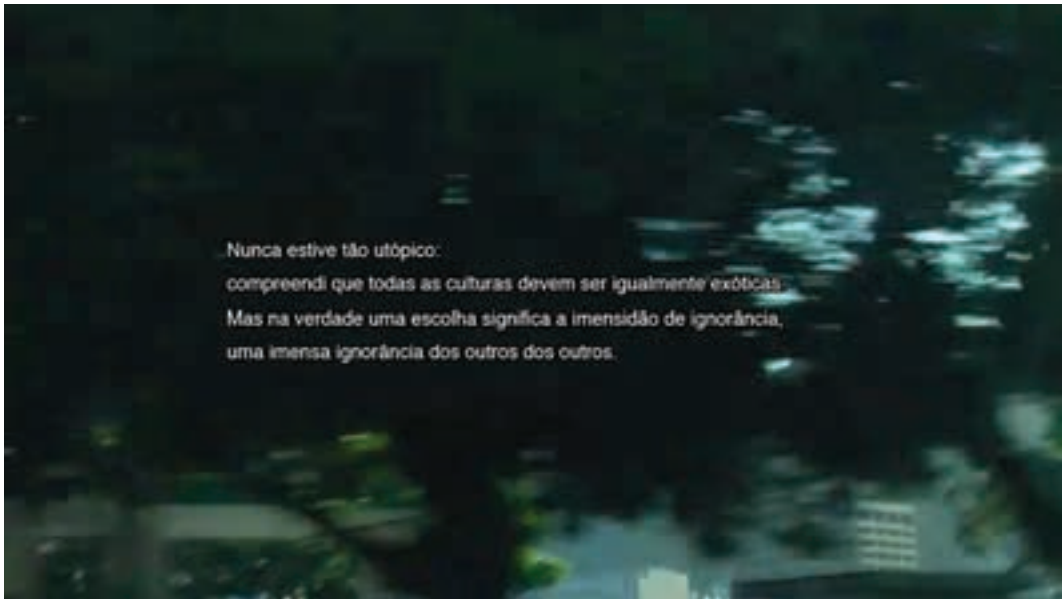 Nunca estive tão utópico:
compreendi que todas as culturas devem ser igualmente exóticas.
Mas na verdade uma escolha significa a imensidão de ignorância,
uma imensa ignorância dos outros dos outros.